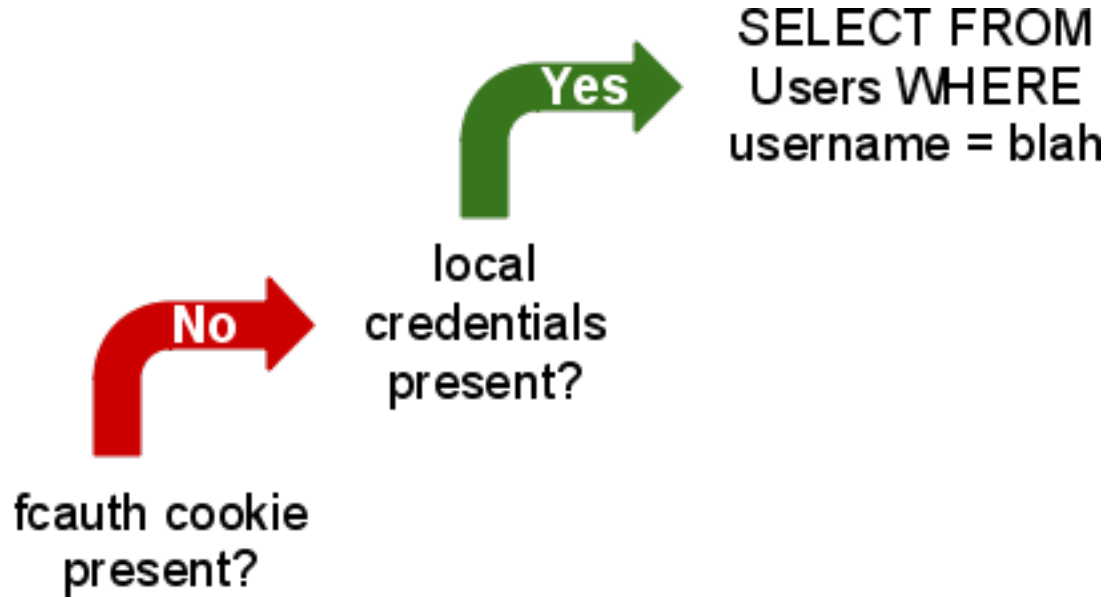 SELECT FROM
Users WHERE
username = blah
Yes
local
credentials
present?
No
fcauth cookie
present?